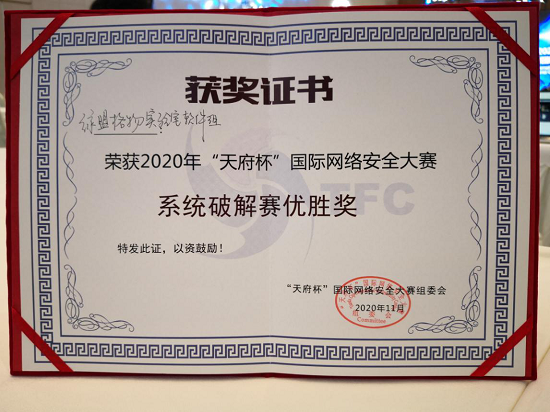 获奖证书
绿盟格物实验室软件组
荣获2020年“天府杯”国际网络安全大赛
TFC
系统破解赛优胜奖
特发此证，以资鼓励！
“天府杯”国际网络安全大赛组委会
2020年11月
Committee